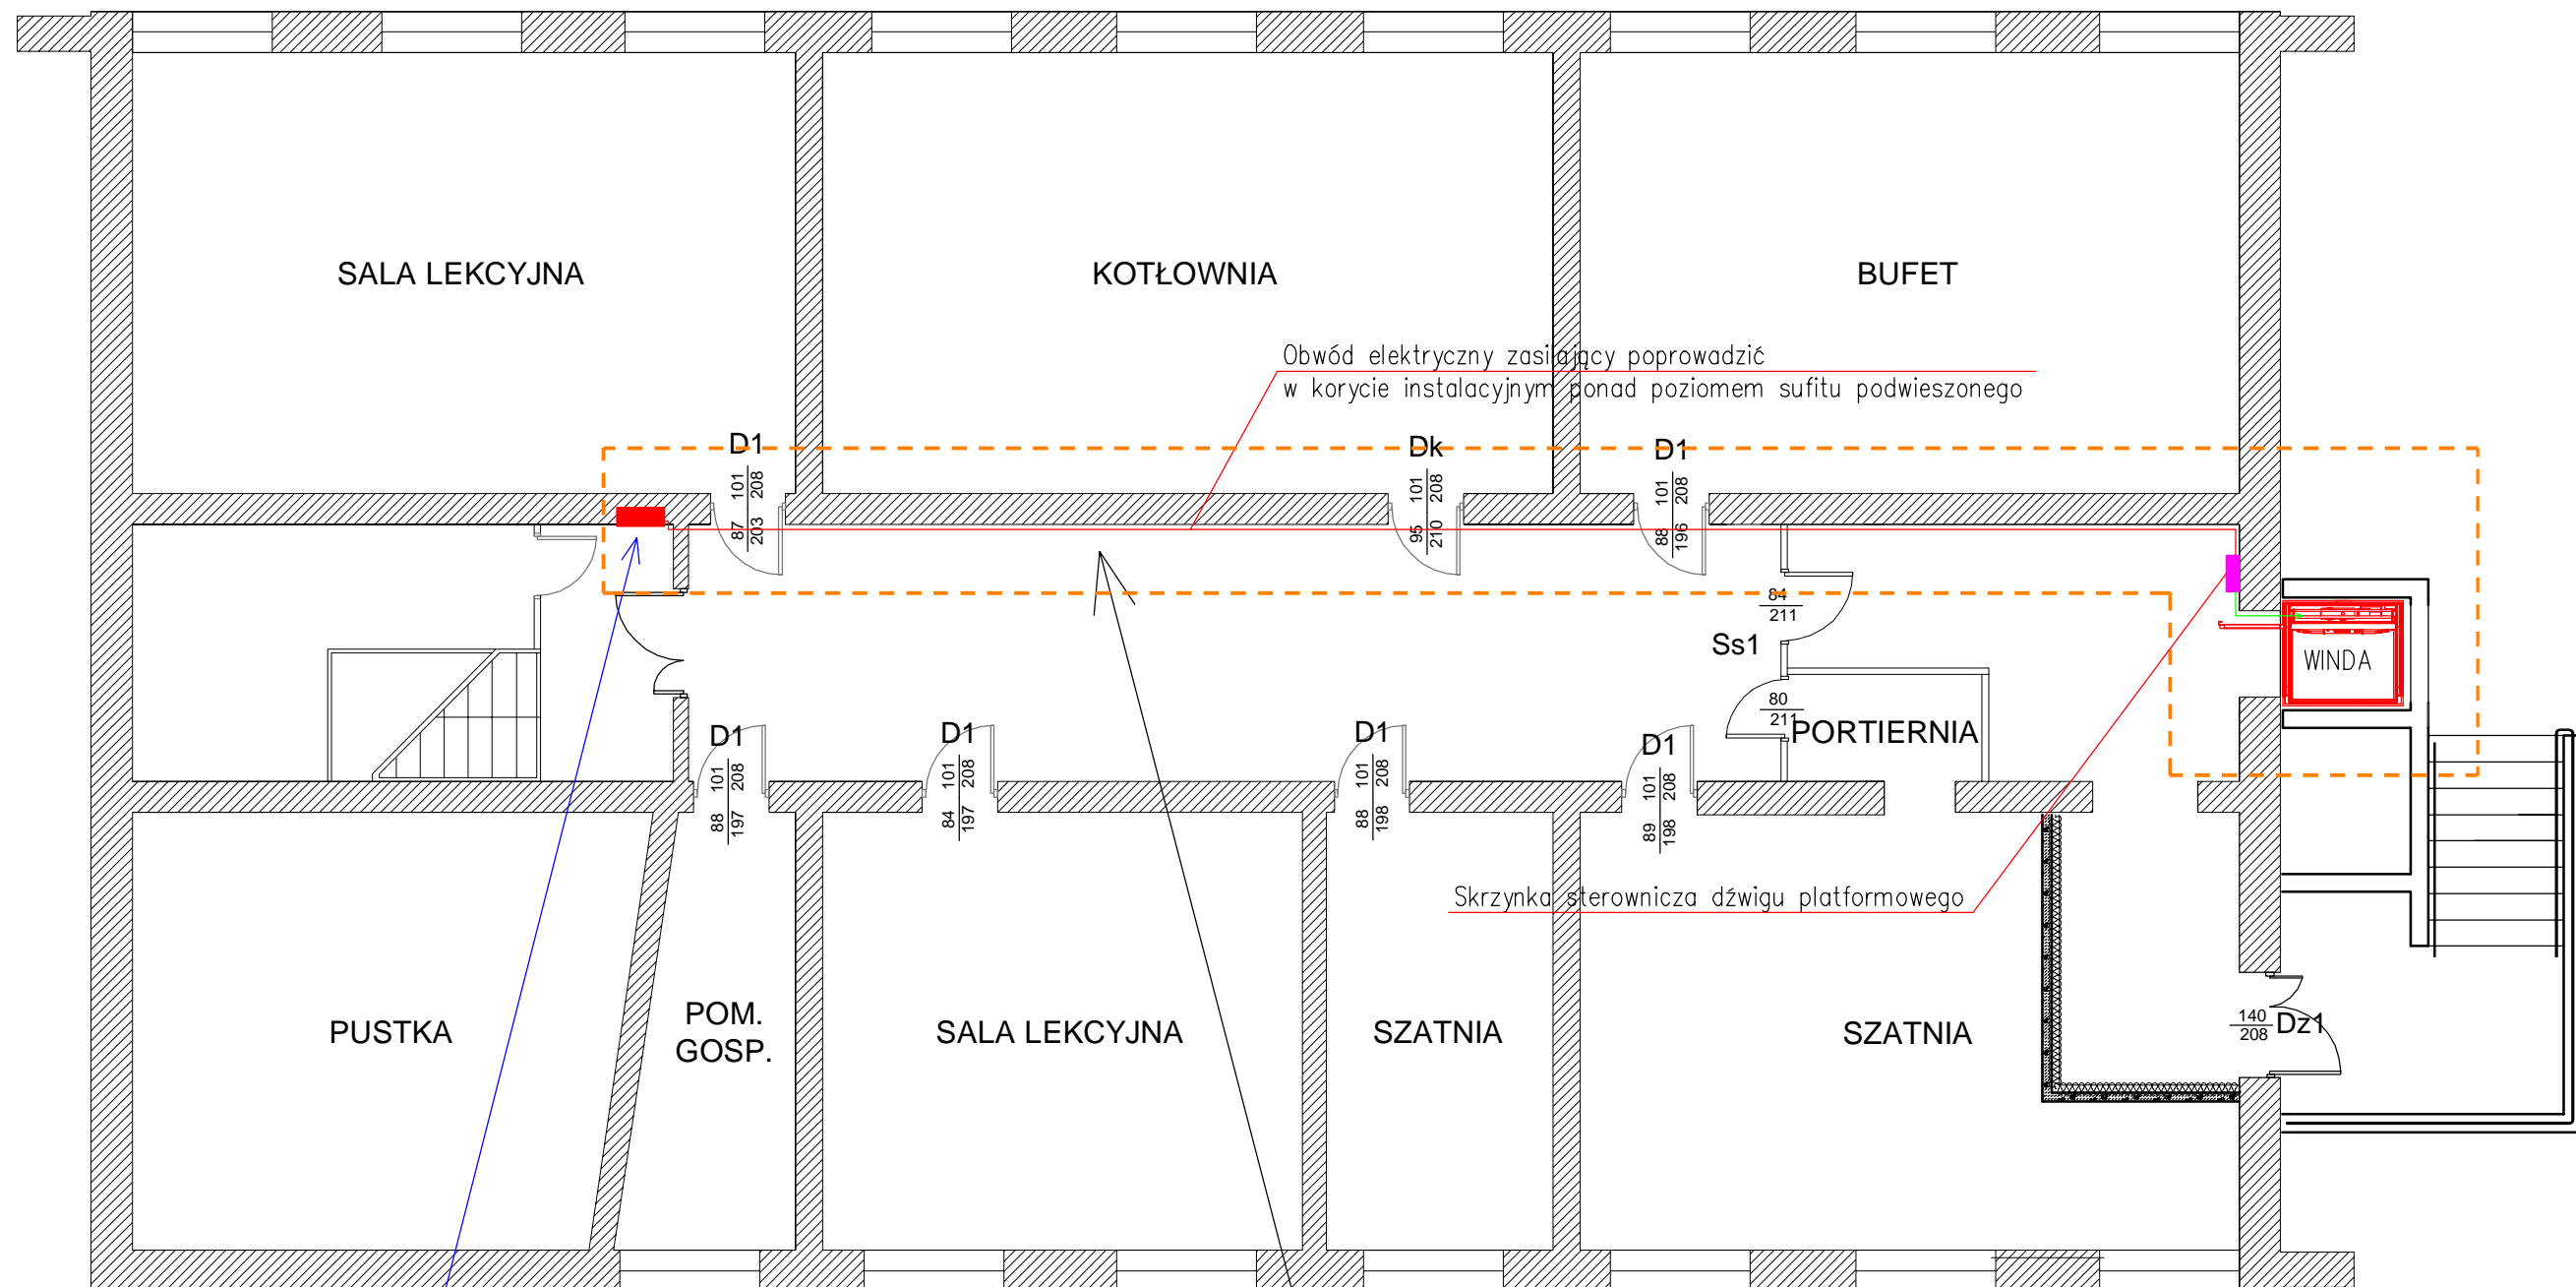 SALA LEKCYJNA
KOTŁOWNIA
BUFET
Obwód elektryczny zasilający poprowadzić
w korycie instalacyjnym ponad poziomem sufitu podwieszonego
D1
101
208
87
203
Dk
101
208
95
210
D1
101
208
88
196
84
211
Ss1
80
211
PORTIERNIA
WINDA
D1
101
208
88
197
D1
101
208
84
197
D1
101
208
88
198
D1
101
208
89
198
Skrzynka sterownicza dźwigu platformowego
PUSTKA
POM.
GOSP.
SALA LEKCYJNA
SZATNIA
SZATNIA
140
208
Dz1